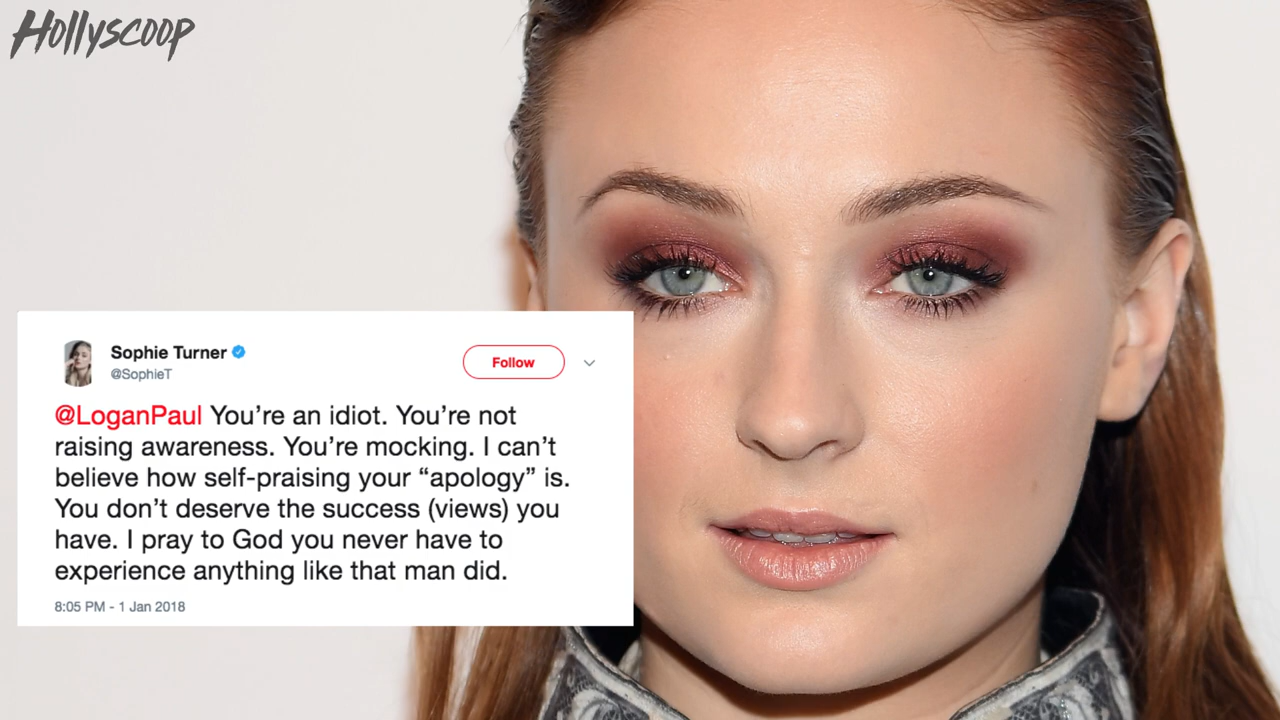 Hollyscoop
Sophie Turner
@SophieT
Follow
@LoganPaul You’re an idiot. You’re not
raising awareness. You’re mocking. I can’t
believe how self-praising your “apology” is.
You don’t deserve the success (views) you
have. I pray to God you never have to
experience anything like that man did.
8:05 PM - 1 Jan 2018